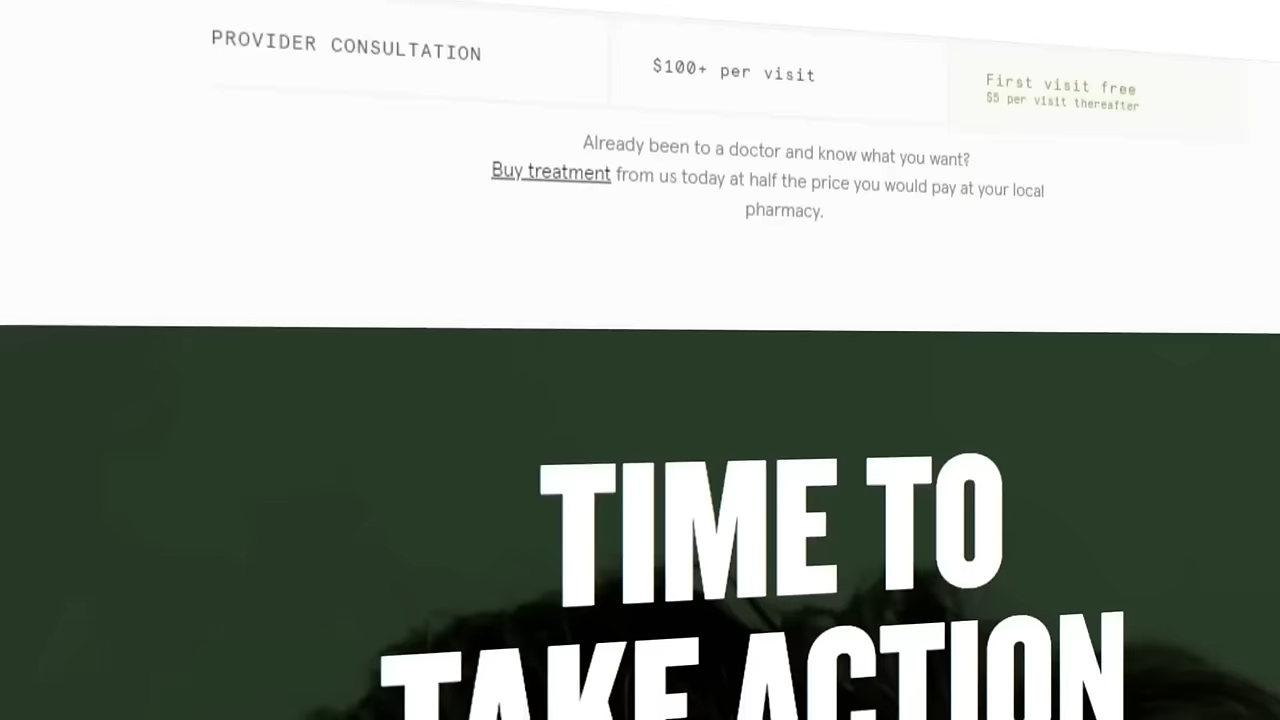 PROVIDER CONSULTATION
$100+ per visit
First visit free
$5 per visit thereafter
Already been to a doctor and know what you want?
Buy treatment from us today at half the price you would pay at your local
pharmacy.
TIME TO
TAKE ACTION